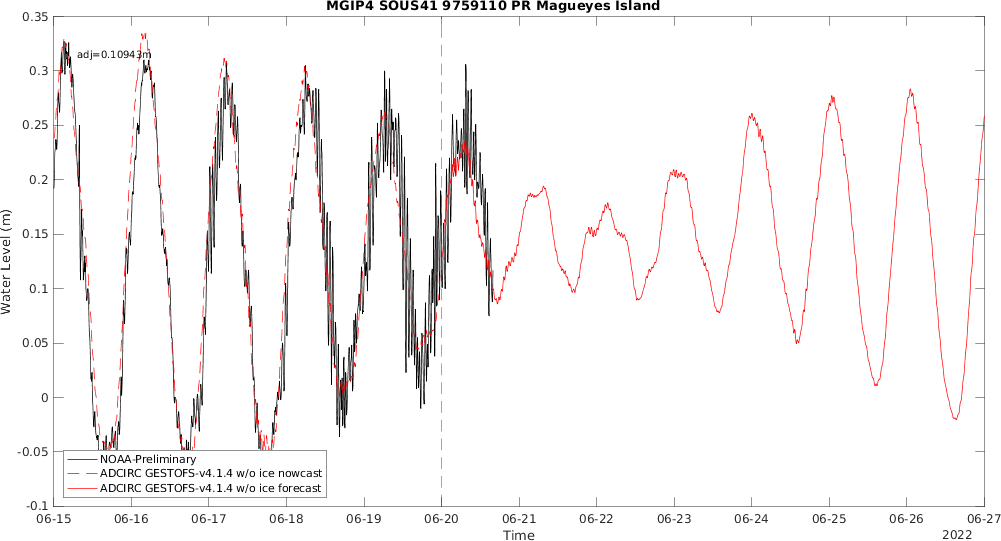 MGIP4 SOUS41 9759110 PR Magueyes Island
adj=0.10943m
0.35
0.3
0.25
0.2
0.15
0.1
0.05
0
-0.05
-0.1
Water Level (m)
NOAA-Preliminary
ADCIRC GESTOFS-v4.1.4 w/o ice nowcast
ADCIRC GESTOFS-v4.1.4 w/o ice forecast
06-15 06-16 06-17 06-18 06-19 06-20 06-21 06-22 06-23 06-24 06-25 06-26 06-27
Time
2022